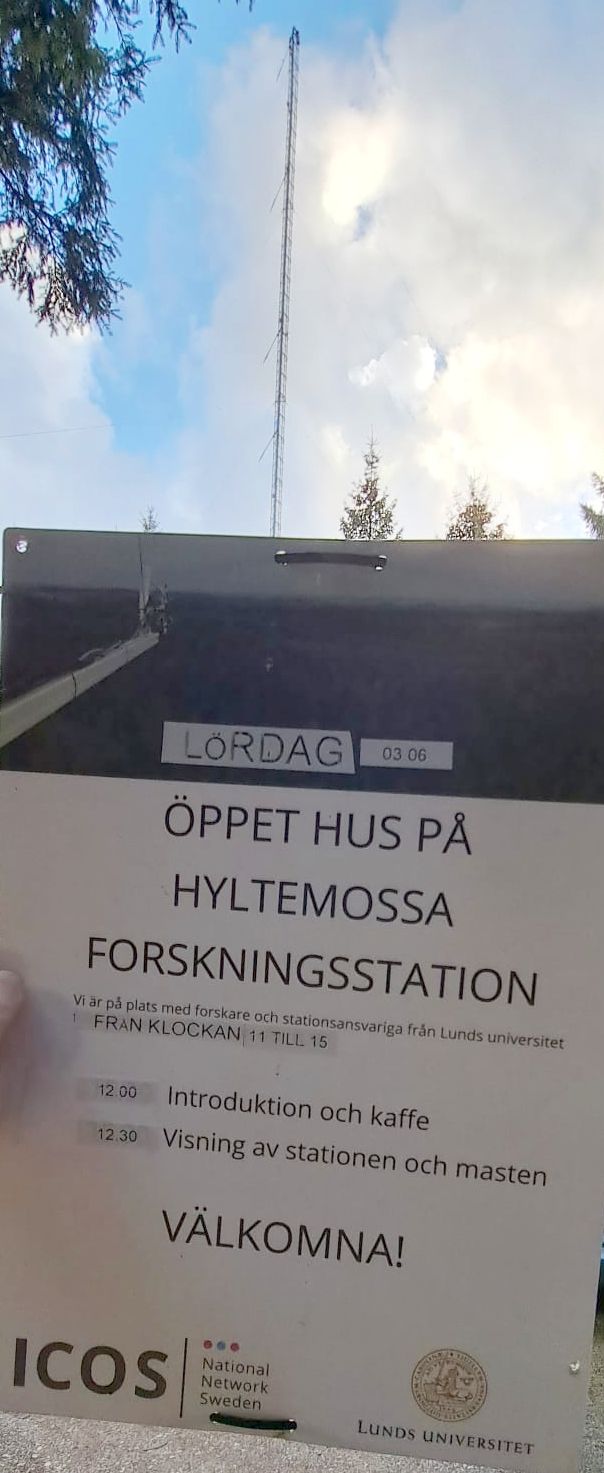 LÖRDAG 03 06
ÖPPET HUS PÅ
HYLTEMOSSA
FORSKNINGSSTATION
Vi är på plats med forskare och stationsansvariga från Lunds universitet
FRÅN KLOCKAN 11 TILL 15
12.00 Introduktion och kaffe
12.30 Visning av stationen och masten
VÄLKOMNA!
ICOS
National
Network
Sweden
LUNDS UNIVERSITET